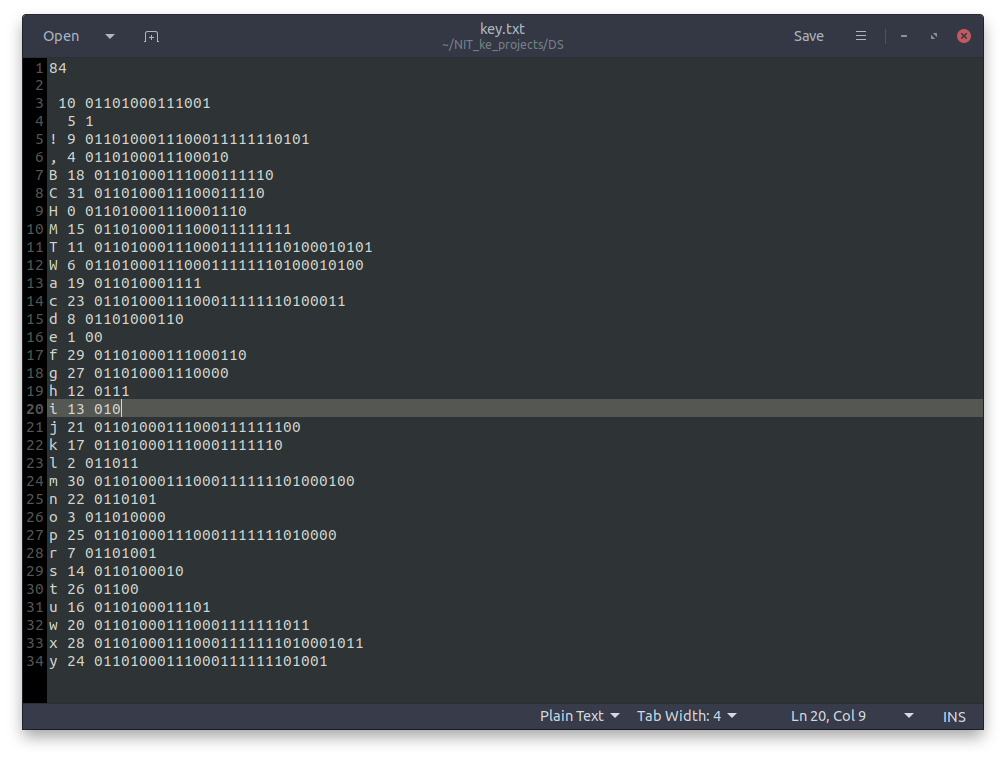 Open
key.txt
~/NIT_ke_projects/DS
Save
1 84
2
3 10 01101000111001
4 5 1
5 ! 9 0110100011100011111110101
6 , 4 0110100011100010
7 B 18 01101000111000111110
8 C 31 0110100011100011110
9 H 0 011010001110001110
10 M 15 0110100011100011111111
11 T 11 0110100011100011111110100010101
12 W 6 0110100011100011111110100010100
13 a 19 011010001111
14 c 23 0110100011100011111110100011
15 d 8 01101000110
16 e 1 00
17 f 29 01101000111000110
18 g 27 011010001110000
19 h 12 0111
20 i 13 010
21 j 21 01101000111000111111100
22 k 17 011010001110001111110
23 l 2 011011
24 m 30 01101000111000111111101000100
25 n 22 0110101
26 o 3 011010000
27 p 25 011010001110001111111010000
28 r 7 01101001
29 s 14 0110100010
30 t 26 01100
31 u 16 0110100011101
32 w 20 011010001110001111111011
33 x 28 011010001110001111111010001011
34 y 24 01101000111000111111101001
Plain Text
Tab Width: 4
Ln 20, Col 9
INS